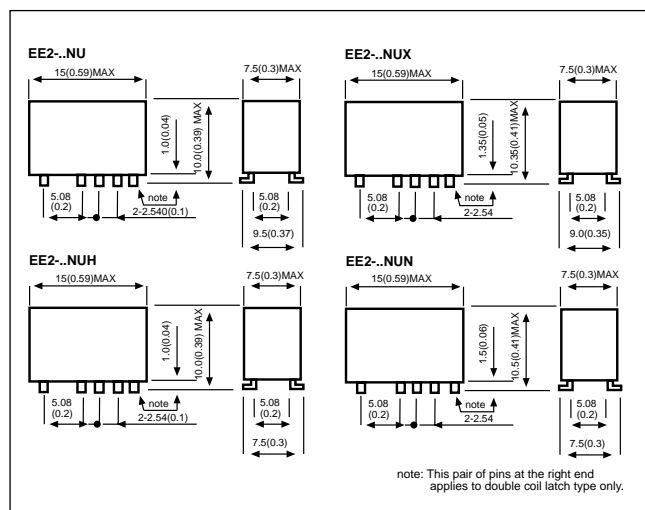 EE2-..NU
15(0.59)MAX
7.5(0.3)MAX
1.0(0.04)
10.0(0.39) MAX
5.08
(0.2)
note
2-2.540(0.1)
5.08
(0.2)
9.5(0.37)
EE2-..NUX
15(0.59)MAX
7.5(0.3)MAX
1.35(0.05)
10.35(0.41) MAX
5.08
(0.2)
note
2-2.54
5.08
(0.2)
9.0(0.35)
EE2-..NUH
15(0.59)MAX
7.5(0.3)MAX
1.0(0.04)
10.0(0.39) MAX
5.08
(0.2)
note
2-2.54(0.1)
5.08
(0.2)
7.5(0.3)
EE2-..NUN
15(0.59)MAX
7.5(0.3)MAX
1.5(0.06)
10.5(0.41)MAX
5.08
(0.2)
note
2-2.54
5.08
(0.2)
7.5(0.3)
note: This pair of pins at the right end
applies to double coil latch type only.